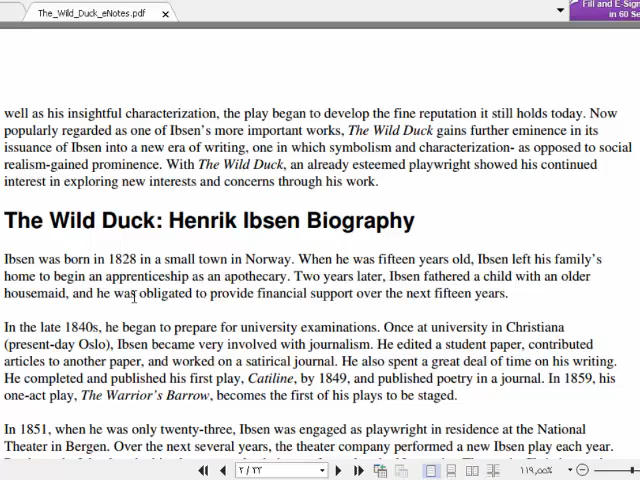 The_Wild_Duck_eNotes.pdf
Fill and E-Sign
in 60 Sec
well as his insightful characterization, the play began to develop the fine reputation it still holds today. Now
popularly regarded as one of Ibsen's more important works, The Wild Duck gains further eminence in its
issuance of Ibsen into a new era of writing, one in which symbolism and characterization- as opposed to social
realism-gained prominence. With The Wild Duck, an already esteemed playwright showed his continued
interest in exploring new interests and concerns through his work.
The Wild Duck: Henrik Ibsen Biography
Ibsen was born in 1828 in a small town in Norway. When he was fifteen years old, Ibsen left his family's
home to begin an apprenticeship as an apothecary. Two years later, Ibsen fathered a child with an older
housemaid, and he was obligated to provide financial support over the next fifteen years.
In the late 1840s, he began to prepare for university examinations. Once at university in Christiana
(present-day Oslo), Ibsen became very involved with journalism. He edited a student paper, contributed
articles to another paper, and worked on a satirical journal. He also spent a great deal of time on his writing.
He completed and published his first play, Catiline, by 1849, and published poetry in a journal. In 1859, his
one-act play, The Warrior's Barrow, becomes the first of his plays to be staged.
In 1851, when he was only twenty-three, Ibsen was engaged as playwright in residence at the National
Theater in Bergen. Over the next several years, the theater company performed a new Ibsen play each year.
٢ / ٢٢
١١٩,٥٥%